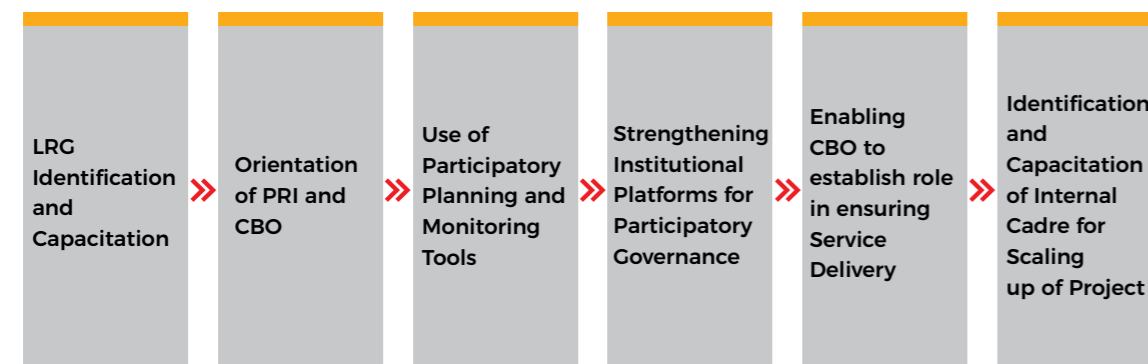 LRG
Identification
and
Capacitation
Orientation
of PRI and
CBO
Use of
Participatory
Planning and
Monitoring
Tools
Strengthening
Institutional
Platforms for
Participatory
Governance
Enabling
CBO to
establish role
in ensuring
Service
Delivery
Identification
and
Capacitation
of Internal
Cadre for
Scaling
up of Project